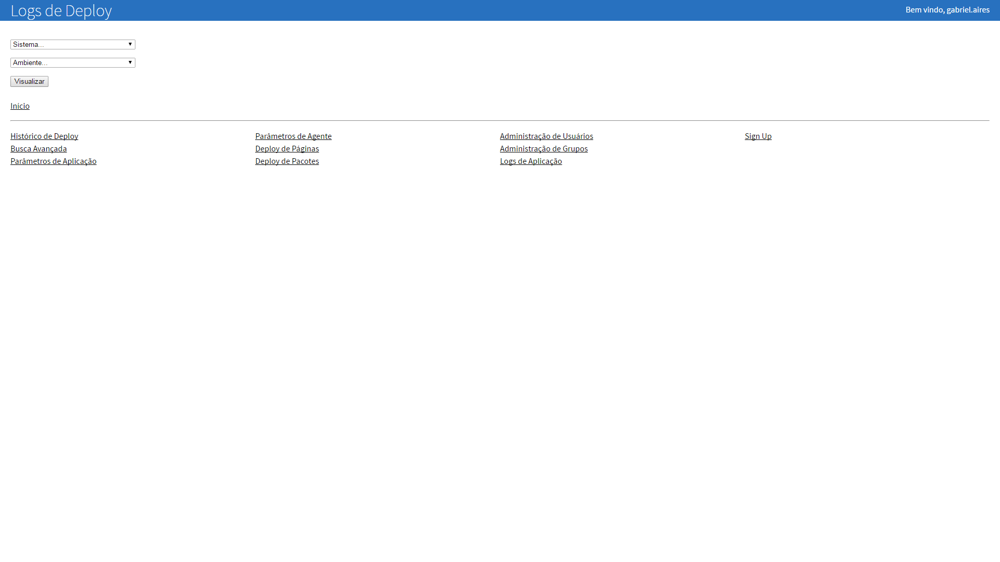 Logs de Deploy
Bem vindo, gabriel.aires
Sistema...
Ambiente...
Visualizar
Início
Histórico de Deploy
Busca Avançada
Parâmetros de Aplicação
Parâmetros de Agente
Deploy de Páginas
Deploy de Pacotes
Administração de Usuários
Administração de Grupos
Logs de Aplicação
Sign Up